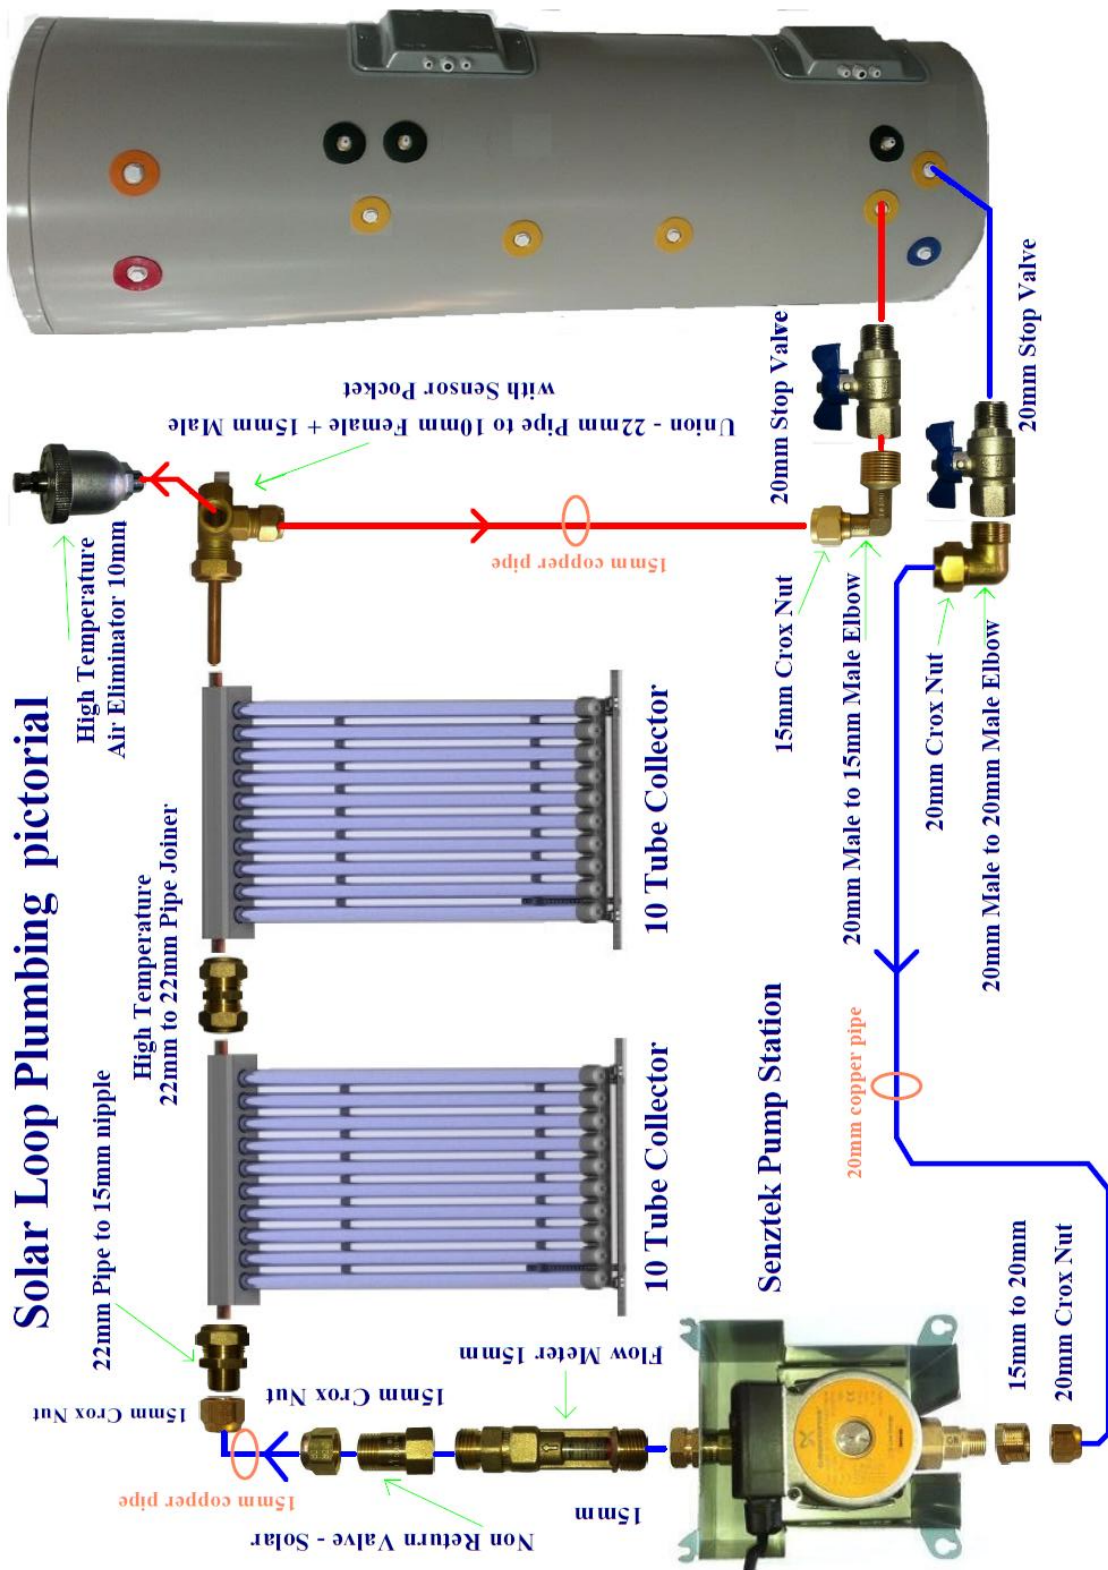 Solar Loop Plumbing pictorial
High Temperature
Air Eliminator 10mm
Union - 22mm Pipe to 10mm Female + 15mm Male
with Sensor Pocket
20mm Stop Valve
20mm Stop Valve
15mm copper pipe
15mm Crox Nut
20mm Male to 15mm Male Elbow
20mm Crox Nut
20mm Male to 20mm Male Elbow
High Temperature
22mm to 22mm Pipe Joiner
10 Tube Collector
22mm Pipe to 15mm nipple
10 Tube Collector
15mm Crox Nut
15mm copper pipe
15mm Crox Nut
Non Return Valve - Solar
Flow Meter 15mm
15mm
Senztek Pump Station
20mm copper pipe
15mm to 20mm
20mm Crox Nut